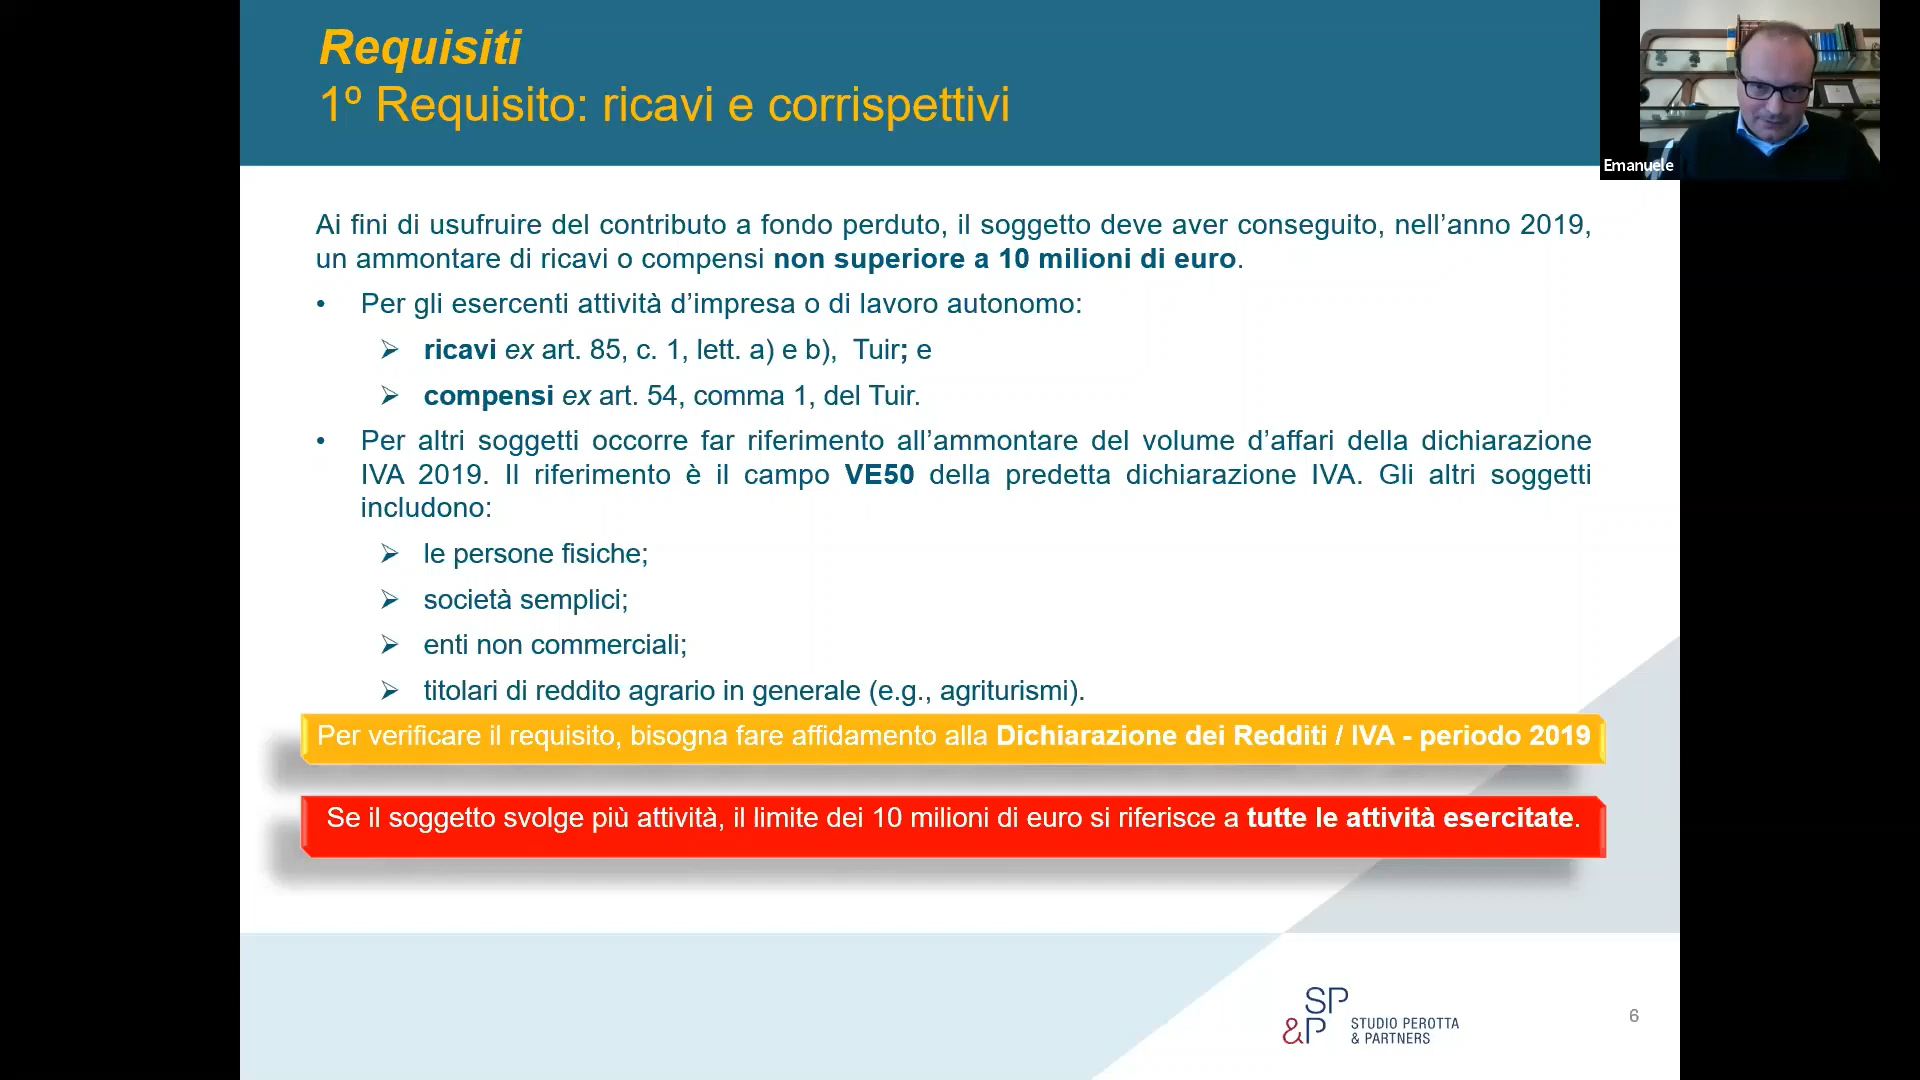 Requisiti
1º Requisito: ricavi e corrispettivi
Emanuele
Ai fini di usufruire del contributo a fondo perduto, il soggetto deve aver conseguito, nell’anno 2019,
un ammontare di ricavi o compensi non superiore a 10 milioni di euro.
• Per gli esercenti attività d’impresa o di lavoro autonomo:
➢ ricavi ex art. 85, c. 1, lett. a) e b), Tuir; e
➢ compensi ex art. 54, comma 1, del Tuir.
• Per altri soggetti occorre far riferimento all’ammontare del volume d’affari della dichiarazione
IVA 2019. Il riferimento è il campo VE50 della predetta dichiarazione IVA. Gli altri soggetti
includono:
➢ le persone fisiche;
➢ società semplici;
➢ enti non commerciali;
➢ titolari di reddito agrario in generale (e.g., agriturismi).
Per verificare il requisito, bisogna fare affidamento alla Dichiarazione dei Redditi / IVA - periodo 2019
Se il soggetto svolge più attività, il limite dei 10 milioni di euro si riferisce a tutte le attività esercitate.
SP
&P
STUDIO PEROTTA
& PARTNERS
6